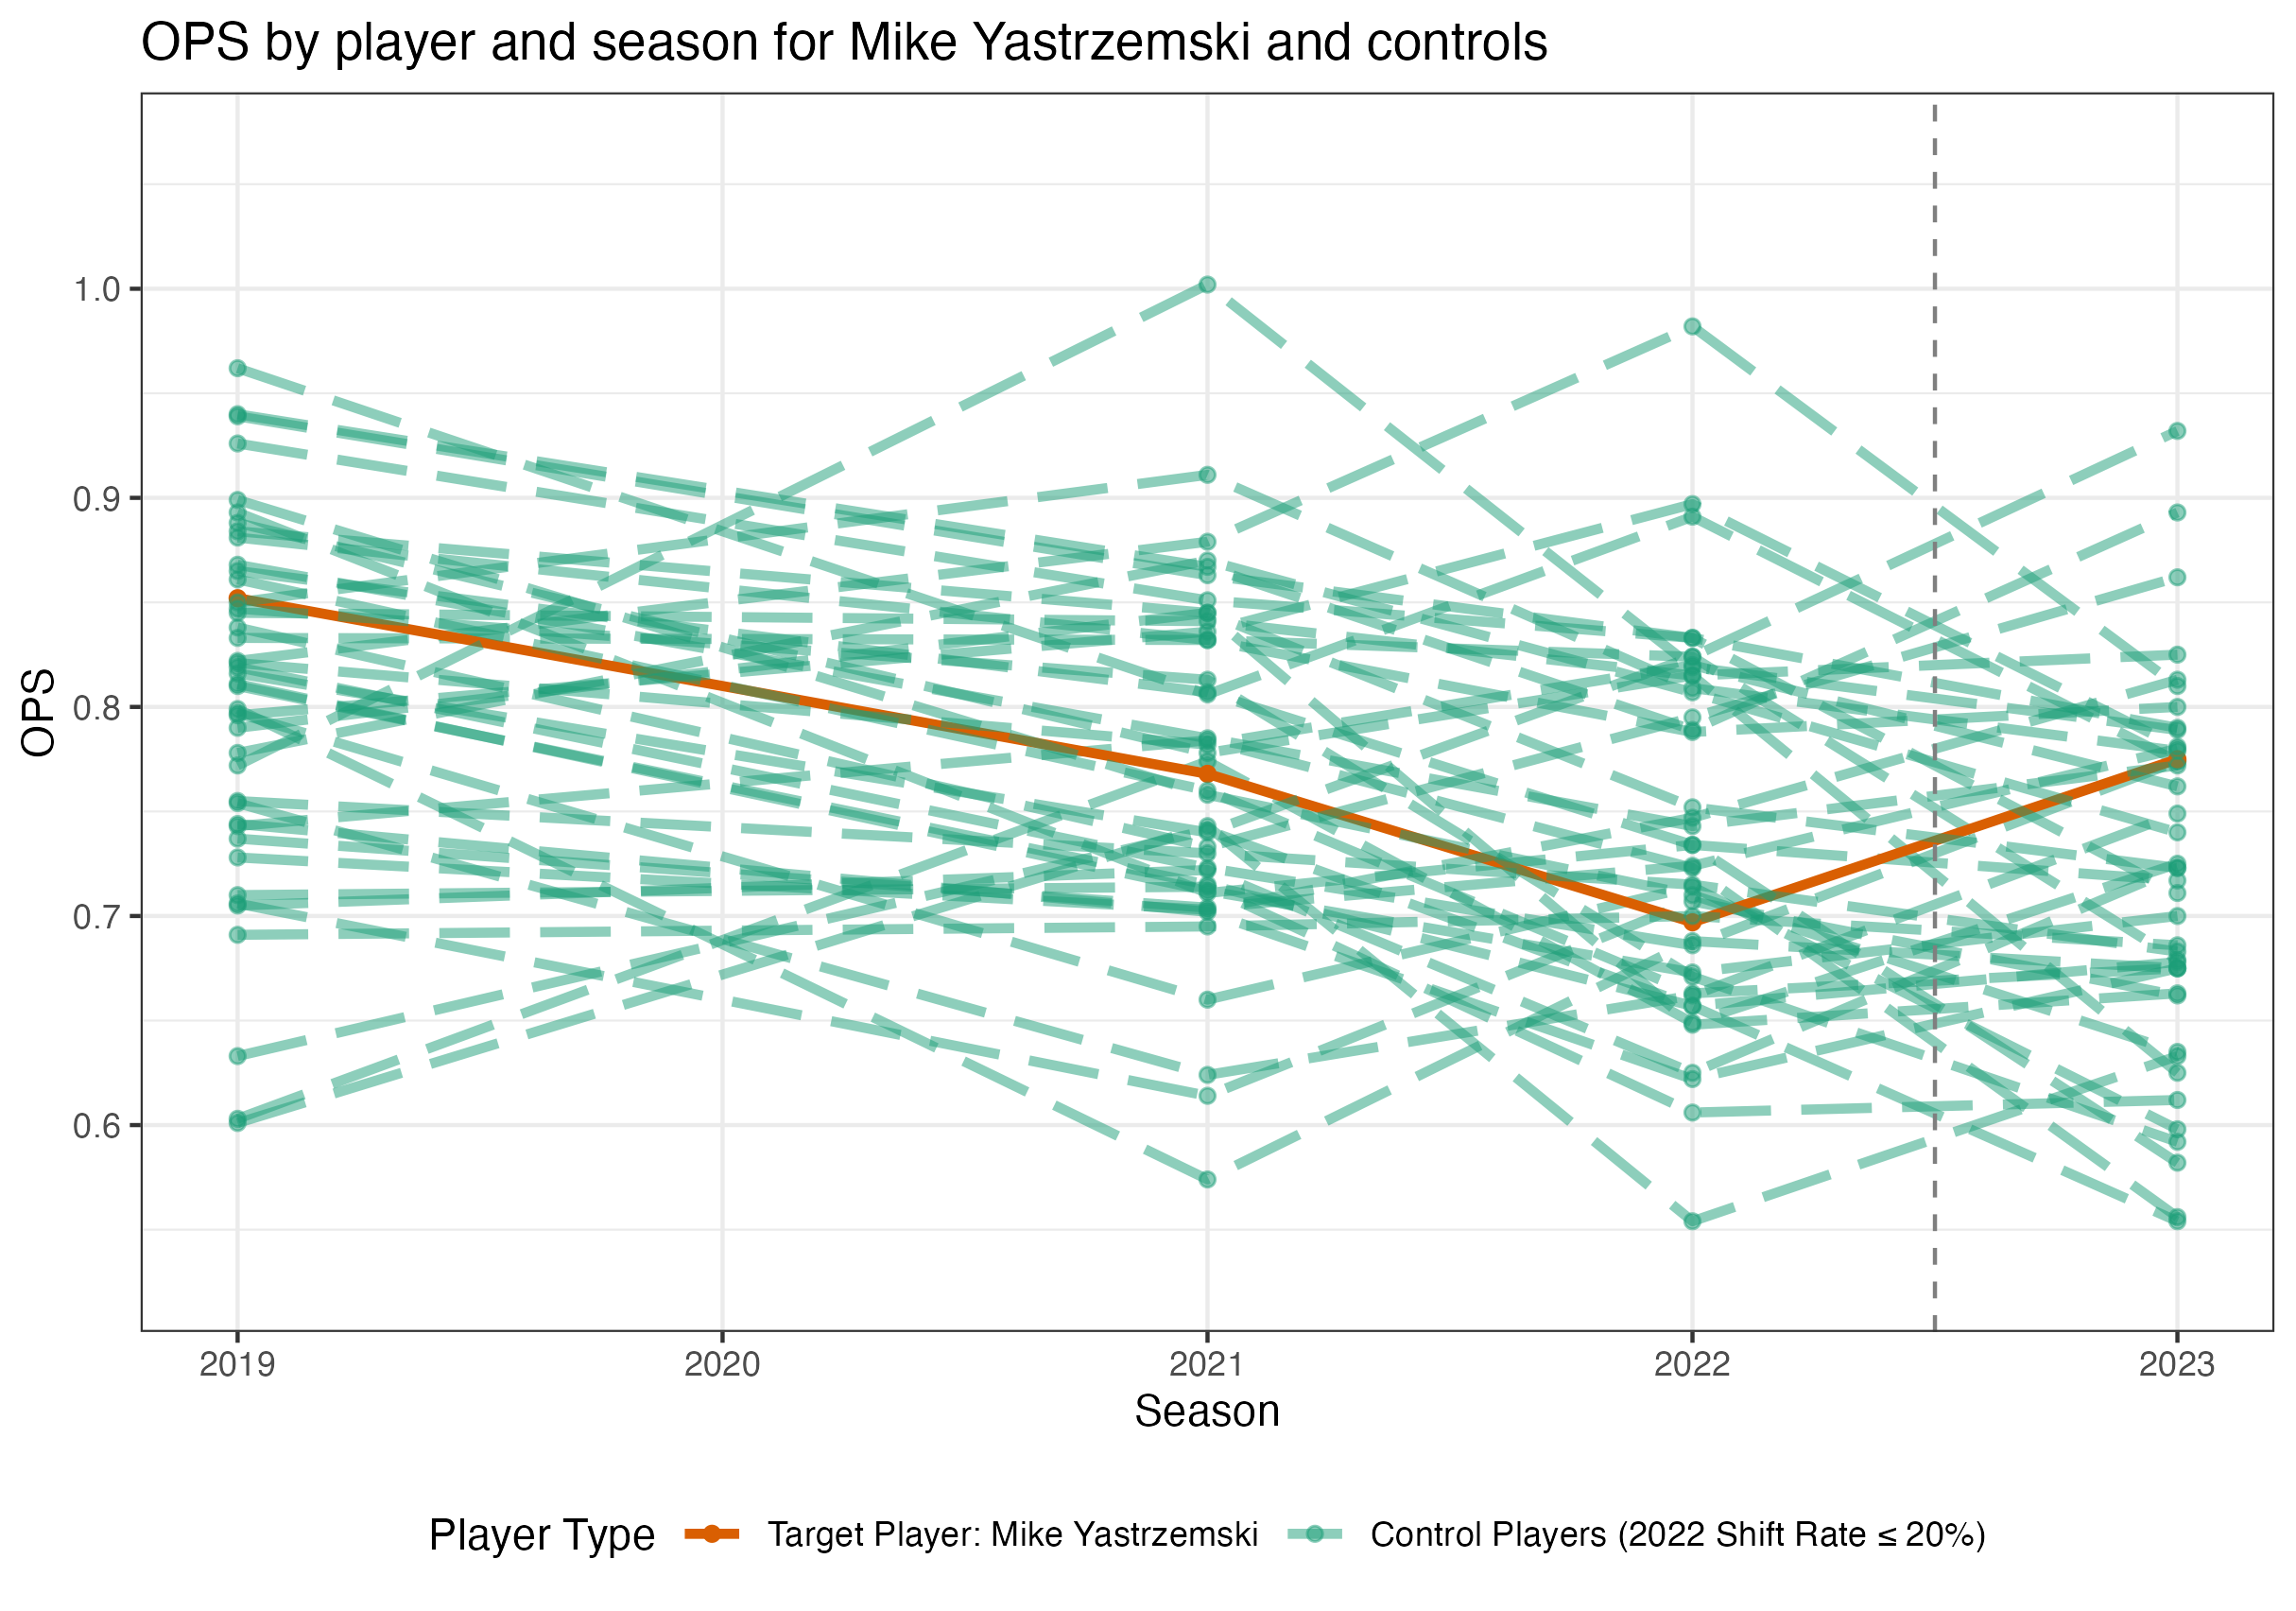 OPS by player and season for Mike Yastrzemski and controls
OPS
1.0
0.9
0.8
0.7
0.6
2019 2020 2021 2022 2023
Season
Player Type Target Player: Mike Yastrzemski Control Players (2022 Shift Rate ≤ 20%)